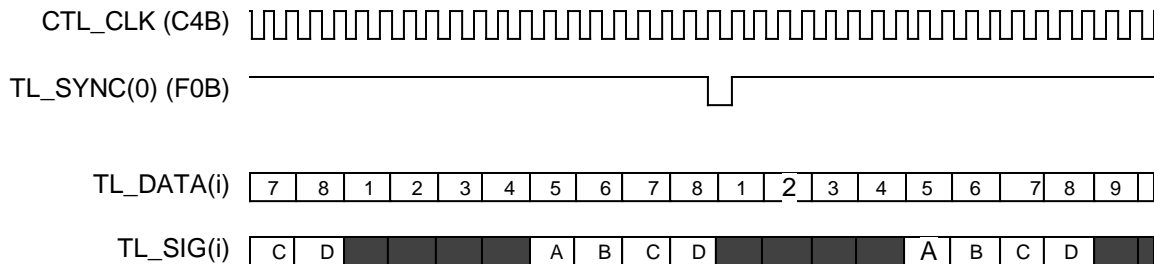 CTL_CLK (C4B)
TL_SYNC(0) (F0B)
TL_DATA(i) 7 8 1 2 3 4 5 6 7 8 1 2 3 4 5 6 7 8 9
TL_SIG(i) C D A B C D A B C D